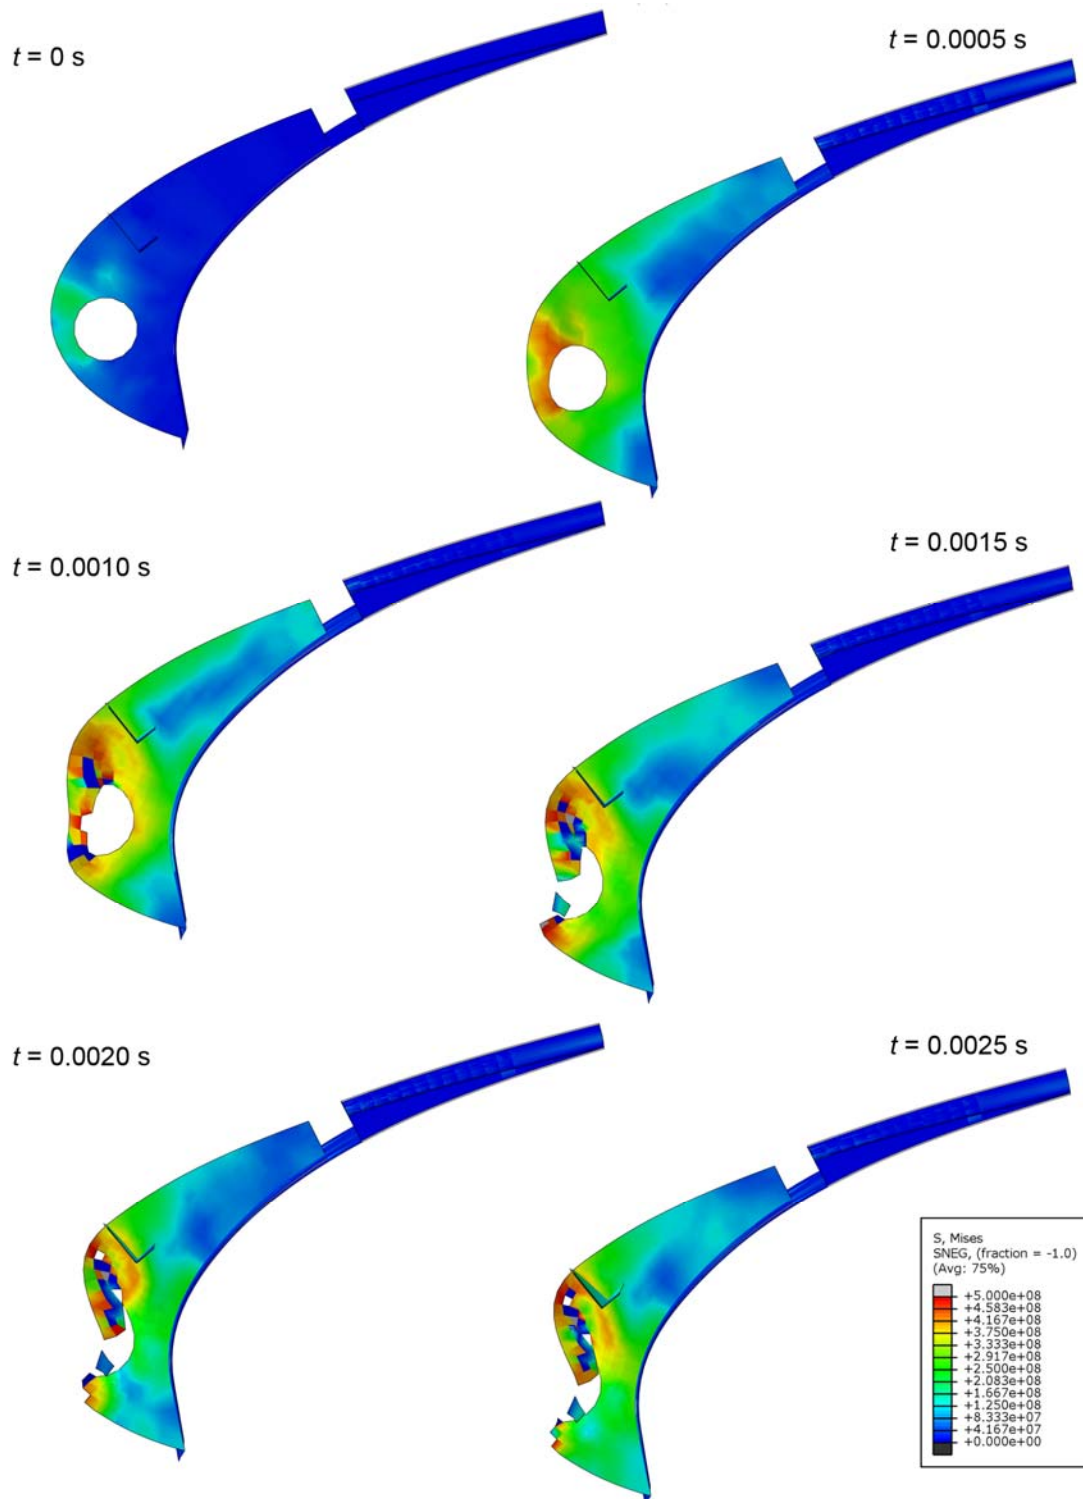 t = 0 s
t = 0.0005 s
t = 0.0010 s
t = 0.0015 s
t = 0.0020 s
t = 0.0025 s
S, Mises
SNEG, (fraction = -1.0)
(Avg: 75%)
+5.000e+08
+4.583e+08
+4.167e+08
+3.750e+08
+3.333e+08
+2.917e+08
+2.500e+08
+2.083e+08
+1.667e+08
+1.250e+08
+8.333e+07
+4.167e+07
+0.000e+00